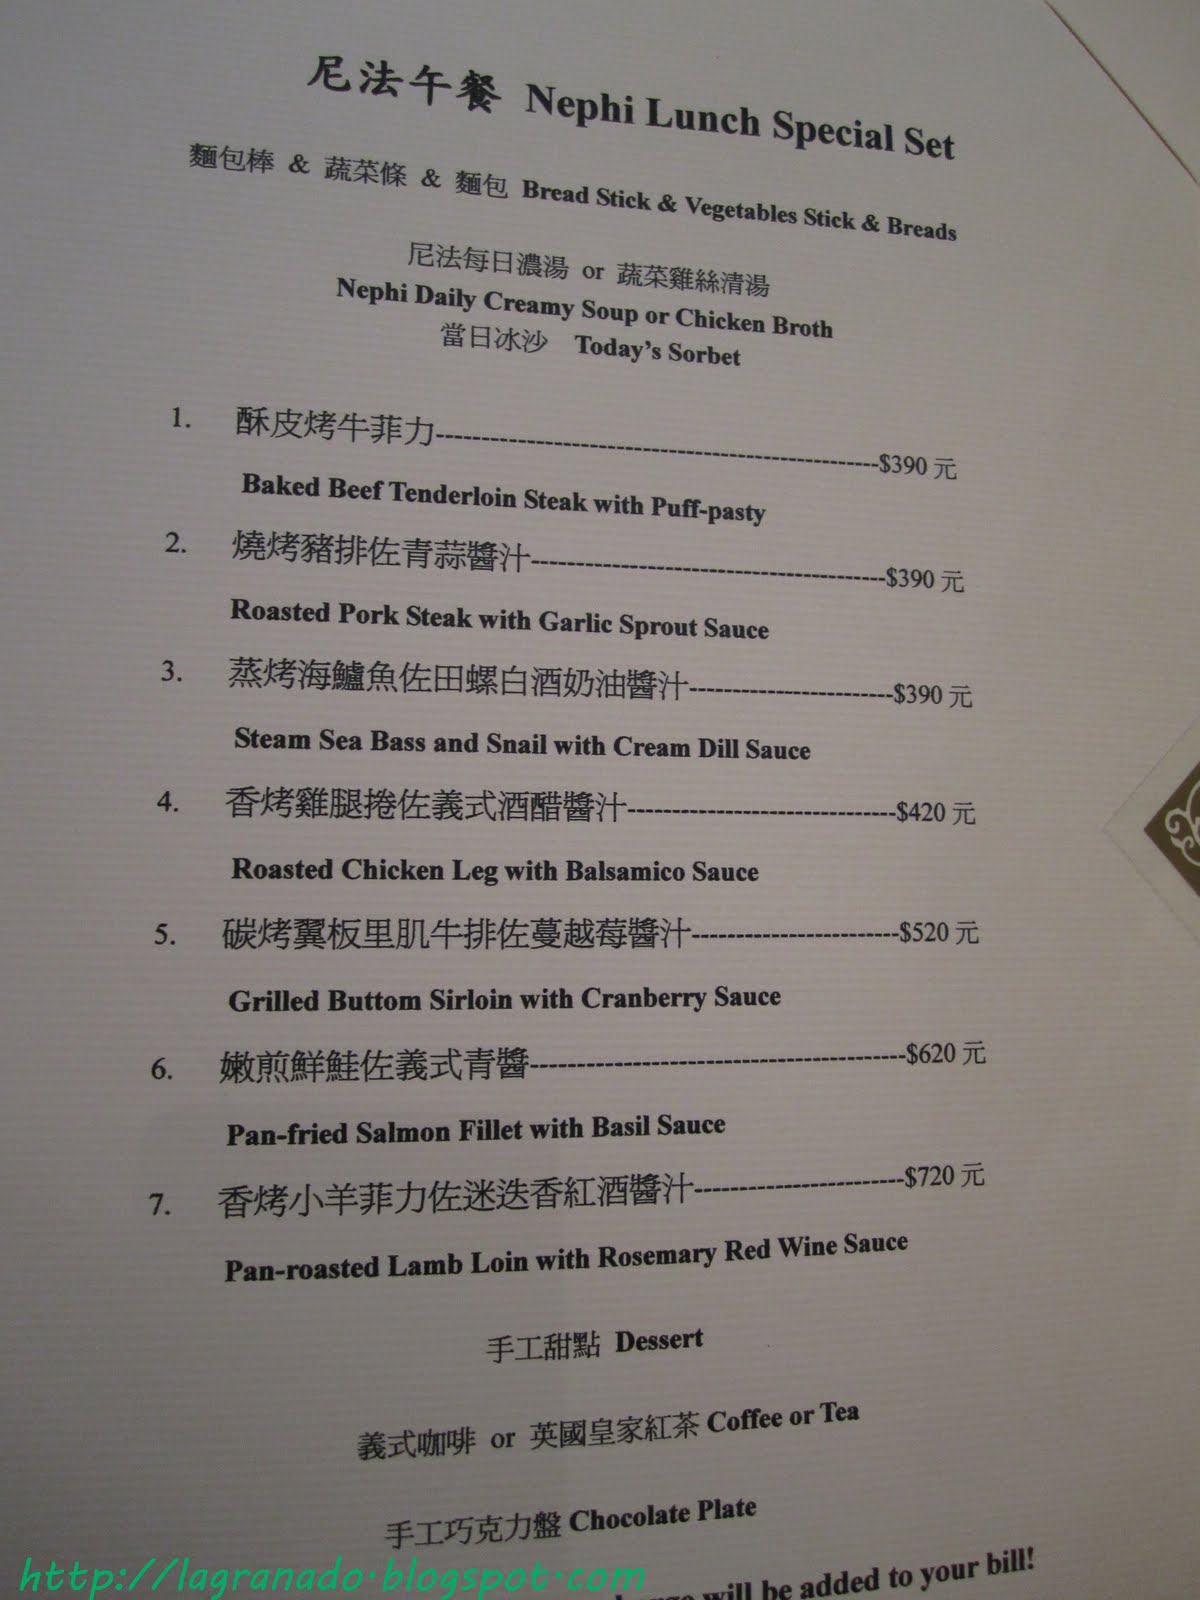 尼法午餐 Nephi Lunch Special Set
麵包棒 & 蔬菜條 & 麵包 Bread Stick & Vegetables Stick & Breads
尼法每日濃湯 or 蔬菜雞絲清湯
Nephi Daily Creamy Soup or Chicken Broth
當日冰沙 Today's Sorbet
1. 酥皮烤牛菲力------------------------------------------------$390 元
Baked Beef Tenderloin Steak with Puff-pasty
2. 燒烤豬排佐青蒜醬汁---------------------------------------$390 元
Roasted Pork Steak with Garlic Sprout Sauce
3. 蒸烤海鱸魚佐田螺白酒奶油醬汁-----------------------$390 元
Steam Sea Bass and Snail with Cream Dill Sauce
4. 香烤雞腿捲佐義式酒醋醬汁------------------------------$420 元
Roasted Chicken Leg with Balsamico Sauce
5. 碳烤翼板里肌牛排佐蔓越莓醬汁-----------------------$520 元
Grilled Buttom Sirloin with Cranberry Sauce
6. 嫩煎鮮鮭佐義式青醬-----------------------------------------$620 元
Pan-fried Salmon Fillet with Basil Sauce
7. 香烤小羊菲力佐迷迭香紅酒醬汁-----------------------$720 元
Pan-roasted Lamb Loin with Rosemary Red Wine Sauce
手工甜點 Dessert
義式咖啡 or 英國皇家紅茶 Coffee or Tea
手工巧克力盤 Chocolate Plate
will be added to your bill!
http://lagranado.blogspot.com